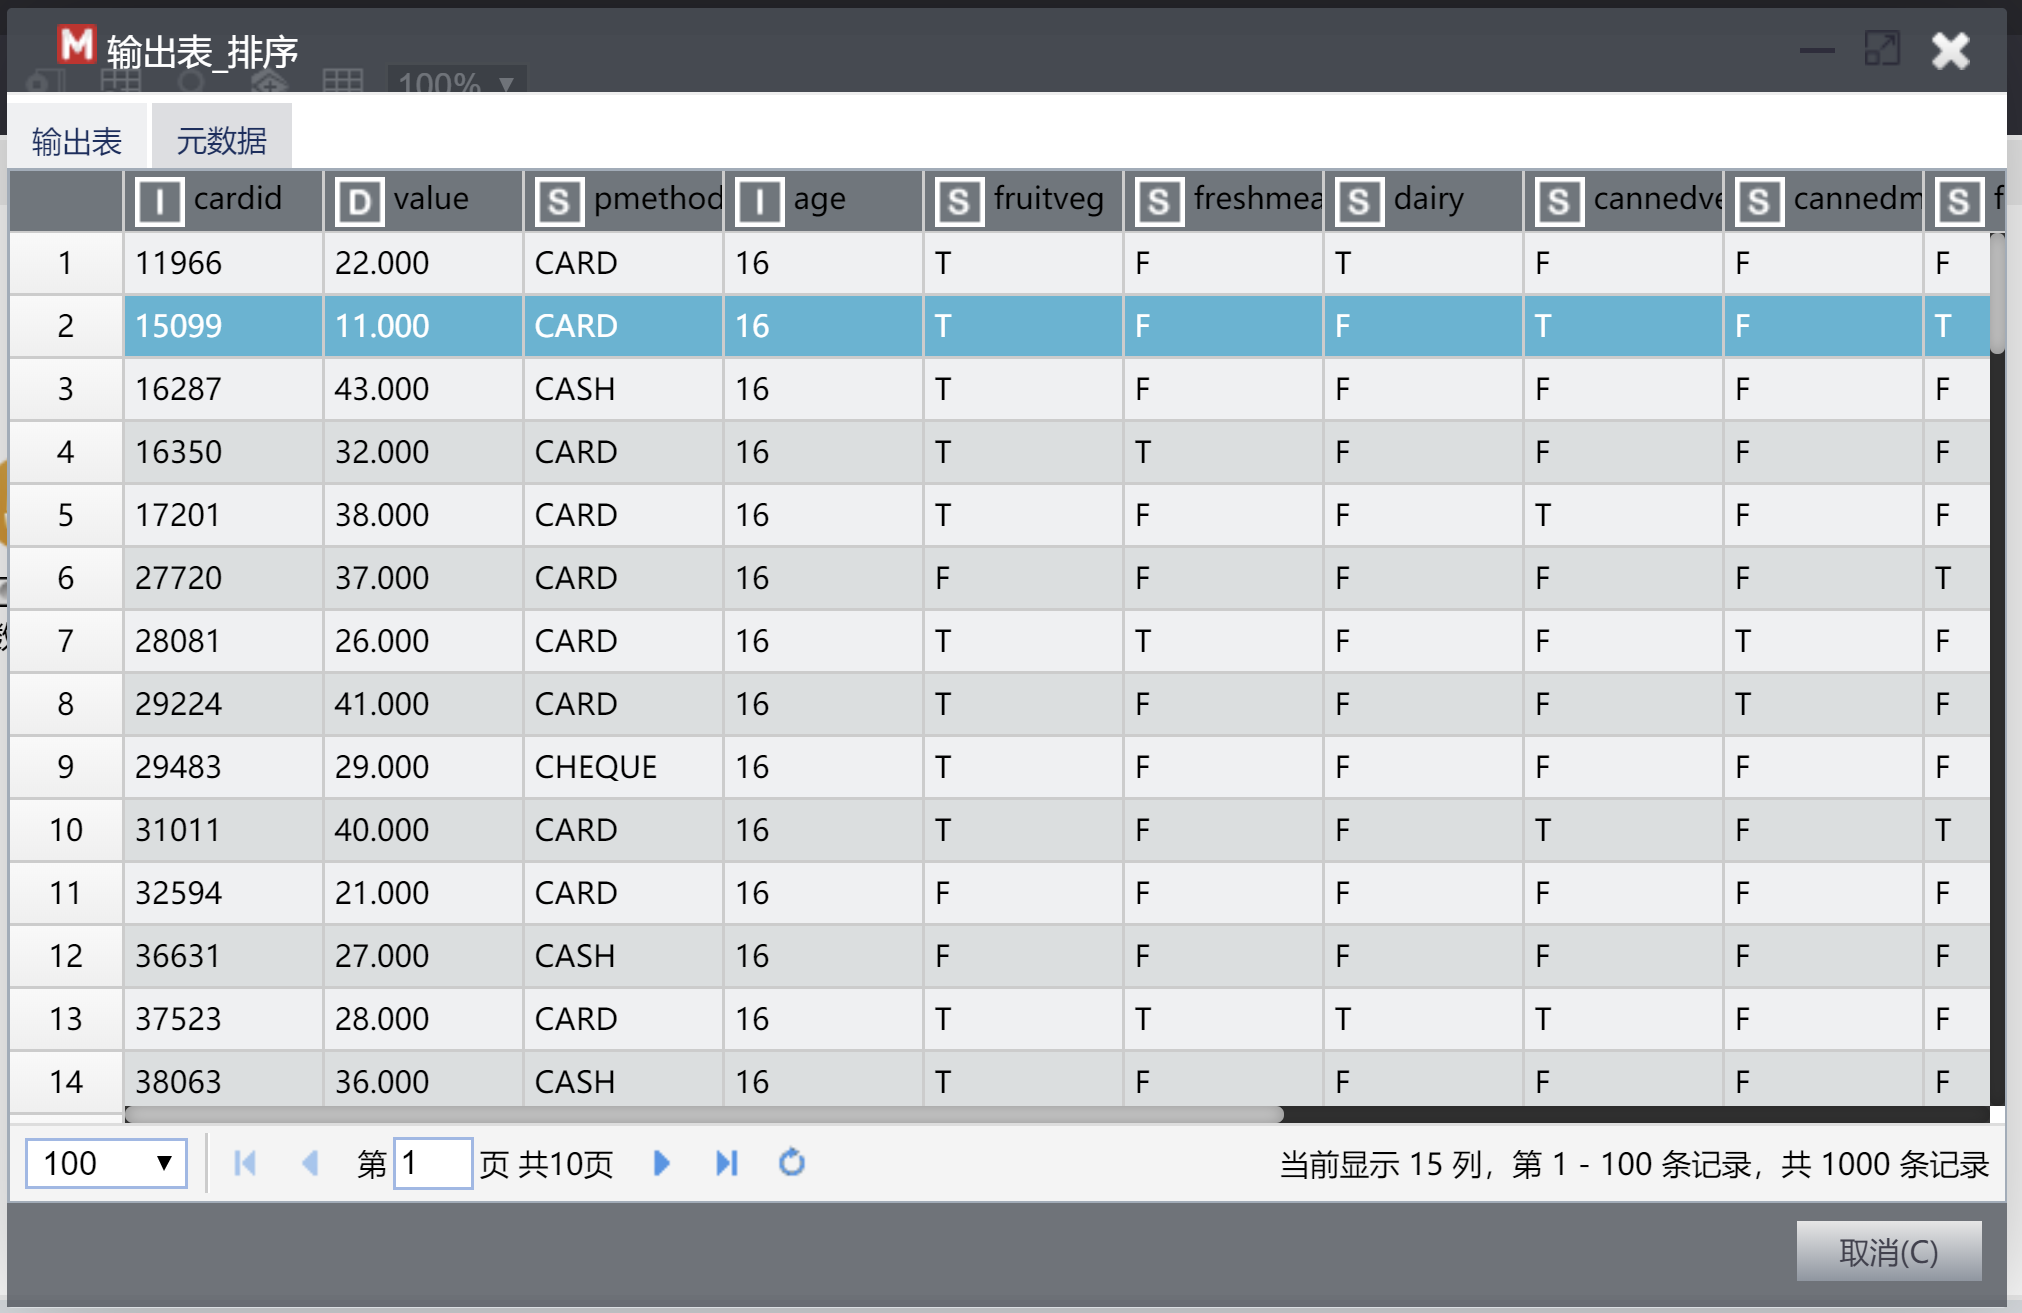 M 输出表_排序
100% ▼
输出表 元数据
I cardid D value S pmethod I age S fruitveg S freshmea S dairy S cannedve S cannedm S f
1 11966 22.000 CARD 16 T F T F F F
2 15099 11.000 CARD 16 T F F T F T
3 16287 43.000 CASH 16 T F F F F F
4 16350 32.000 CARD 16 T T F F F F
5 17201 38.000 CARD 16 T F F T F F
6 27720 37.000 CARD 16 F F F F F T
7 28081 26.000 CARD 16 T T F F T F
8 29224 41.000 CARD 16 T F F F T F
9 29483 29.000 CHEQUE 16 T F F F F F
10 31011 40.000 CARD 16 T F F T F T
11 32594 21.000 CARD 16 F F F F F F
12 36631 27.000 CASH 16 F F F F F F
13 37523 28.000 CARD 16 T T T T F F
14 38063 36.000 CASH 16 T F F F F F
100 ▼ 第 1 页 共10页 当前显示 15 列，第 1 - 100 条记录，共 1000 条记录
取消(C)